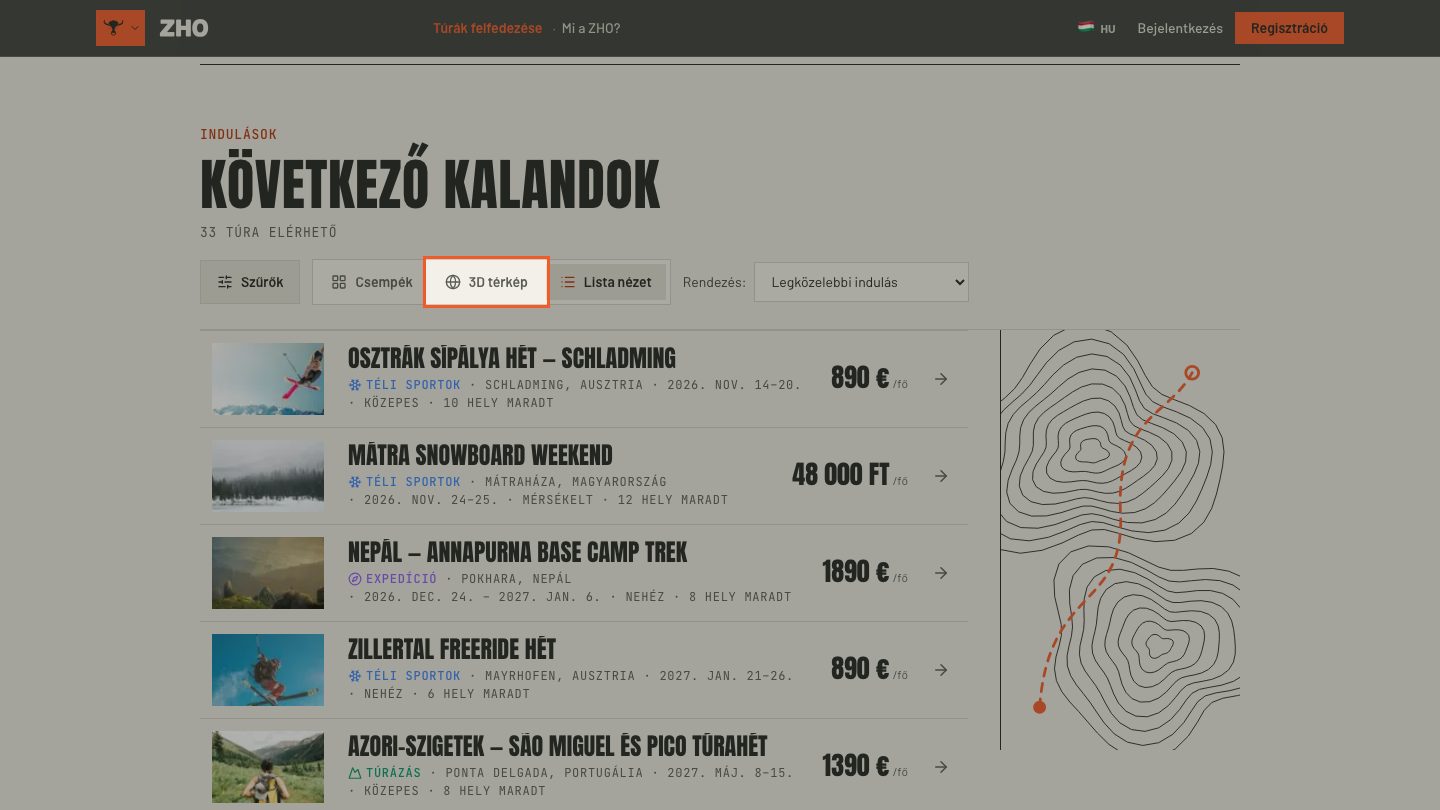 ZHO
Túrák felfedezése · Mi a ZHO?
HU
Bejelentkezés
Regisztráció
INDULÁSOK
KÖVETKEZŐ KALANDOK
33 TÚRA ELÉRHETŐ
Szűrők
Csempék
3D térkép
Lista nézet
Rendezés:
Legközelebbi indulás
OSZTRÁK SÍPÁLYA HÉT – SCHLADMING
TÉLI SPORTOK · SCHLADMING, AUSZTRIA · 2026. NOV. 14–20.
· KÖZEPES · 10 HELY MARADT
890 € /fő
MÁTRA SNOWBOARD WEEKEND
TÉLI SPORTOK · MÁTRAHÁZA, MAGYARORSZÁG
· 2026. NOV. 24–25. · MÉRSÉKELT · 12 HELY MARADT
48 000 FT /fő
NEPÁL – ANNAPURNA BASE CAMP TREK
EXPEDÍCIÓ · POKHARA, NEPÁL
· 2026. DEC. 24. – 2027. JAN. 6. · NEHÉZ · 8 HELY MARADT
1890 € /fő
ZILLERTAL FREERIDE HÉT
TÉLI SPORTOK · MAYRHOFEN, AUSZTRIA · 2027. JAN. 21–26.
· NEHÉZ · 6 HELY MARADT
890 € /fő
AZORI-SZIGETEK – SÃO MIGUEL ÉS PICO TÚRAHÉT
TÚRÁZÁS · PONTA DELGADA, PORTUGÁLIA · 2027. MÁJ. 8–15.
· KÖZEPES · 8 HELY MARADT
1390 € /fő